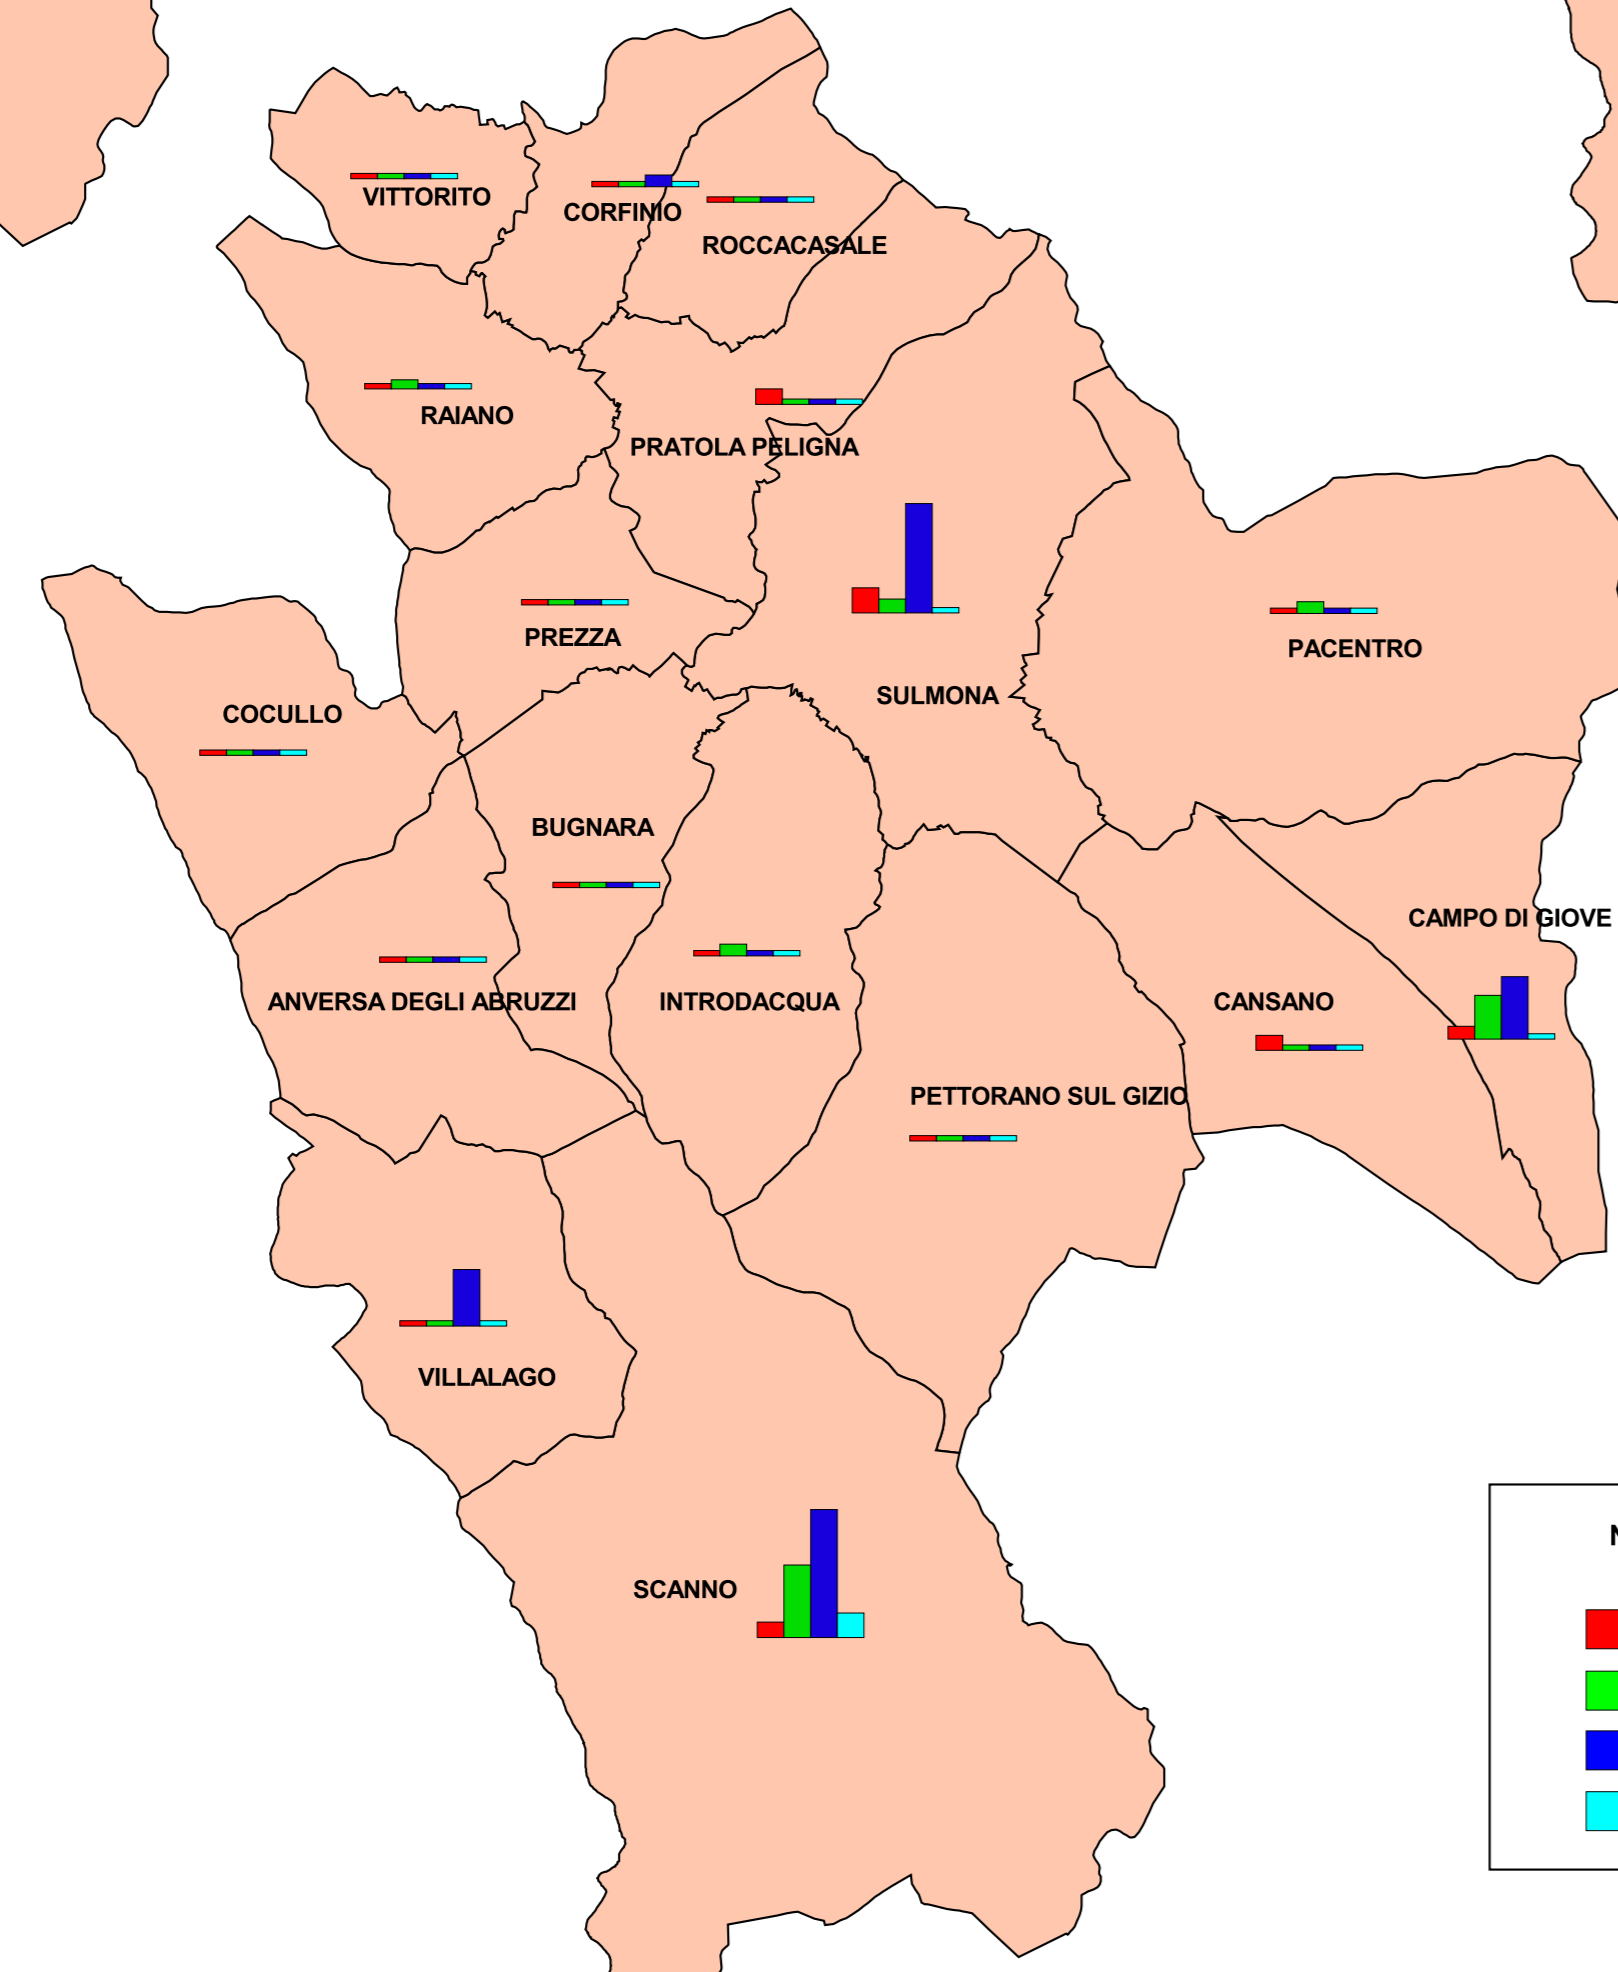 VITTORITO
CORFINIO
ROCCACASALE
RAIANO
PRATOLA PELIGNA
PREZZA
PACENTRO
SULMONA
COCULLO
BUGNARA
CAMPO DI GIOVE
ANVERSA DEGLI ABRUZZI
INTRODACQUA
CANSANO
PETTORANO SUL GIZIO
VILLALAGO
SCANNO